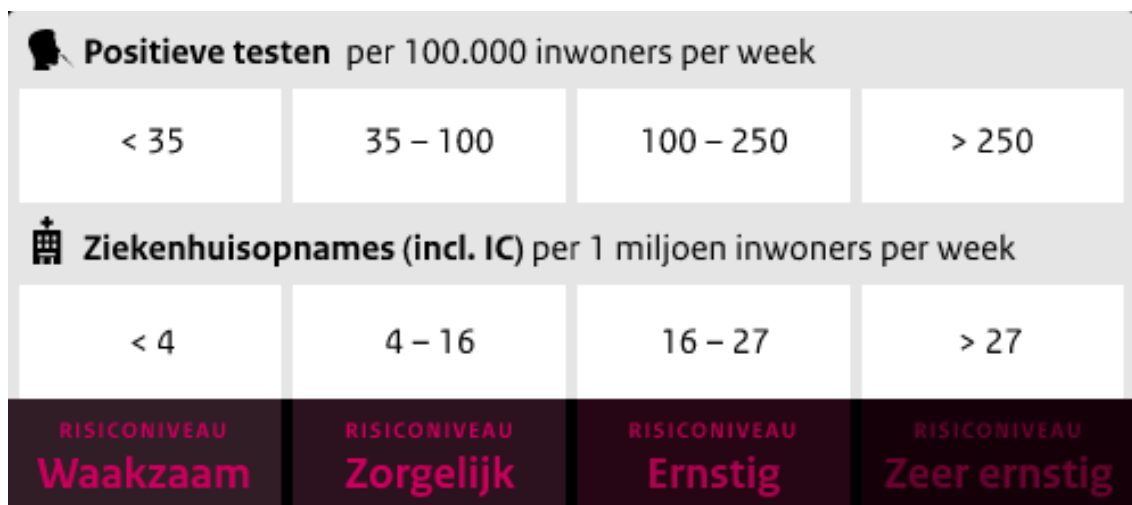 Positieve testen per 100.000 inwoners per week
< 35 35 – 100 100 – 250 > 250
Ziekenhuisopnames (incl. IC) per 1 miljoen inwoners per week
< 4 4 – 16 16 – 27 > 27
RISICONIVEAU RISICONIVEAU RISICONIVEAU RISICONIVEAU
Waakzaam Zorgelijk Ernstig Zeer ernstig